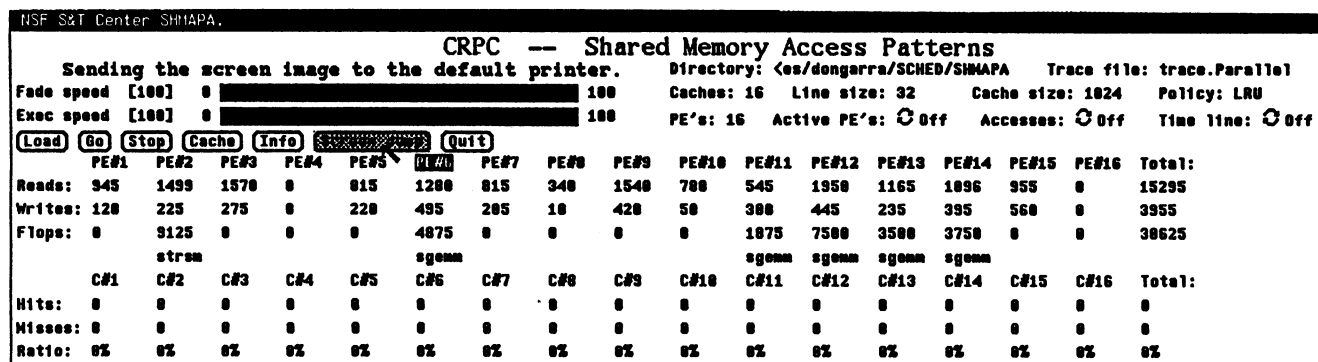 NSF S&T Center SHMAPA.
CRPC -- Shared Memory Access Patterns
Sending the screen image to the default printer. Directory: <es/dongarra/SCHED/SHMAPA Trace file: trace.Parallel
Fade speed [100] 0 100 Caches: 16 Line size: 32 Cache size: 1024 Policy: LRU
Exec speed [100] 0 100 PE's: 16 Active PE's: Off Accesses: Off Time line: Off
Load Go Stop Cache Info Quit
PE#1 PE#2 PE#3 PE#4 PE#5 PE#6 PE#7 PE#8 PE#9 PE#10 PE#11 PE#12 PE#13 PE#14 PE#15 PE#16 Total:
Reads: 945 1499 1570 0 815 1280 815 340 1540 780 545 1950 1165 1096 955 0 15295
Writes: 120 225 275 0 220 495 205 10 420 50 300 445 235 395 560 0 3955
Flops: 0 9125 0 0 0 4875 0 0 0 0 1875 7500 3500 3750 0 0 30625
strsm sgemm sgemm sgemm sgemm sgemm
C#1 C#2 C#3 C#4 C#5 C#6 C#7 C#8 C#9 C#10 C#11 C#12 C#13 C#14 C#15 C#16 Total:
Hits: 0 0 0 0 0 0 0 0 0 0 0 0 0 0 0 0 0
Misses: 0 0 0 0 0 0 0 0 0 0 0 0 0 0 0 0 0
Ratio: 0% 0% 0% 0% 0% 0% 0% 0% 0% 0% 0% 0% 0% 0% 0% 0% 0%